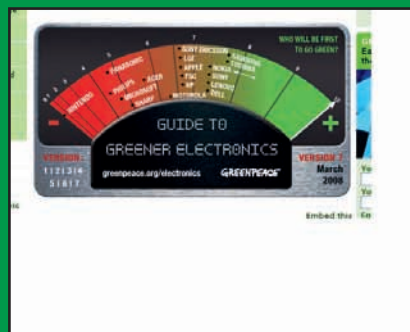 WHO WILL BE FIRST
TO GO GREEN?
SONY ERICSSON
LGE
APPLE
FSC
HP
MOTOROLA
SAMSUNG
TOSHIBA
NOKIA
SONY
LENOVO
DELL
PANASONIC
PHILIPS
ACER
MICROSOFT
SHARP
NINTENDO
-
+
GUIDE TO
GREENER ELECTRONICS
greenpeace.org/electronics GREENPEACE
VERSION
1|2|3|4
5|6|7
VERSION 7
March
2008
Embed this